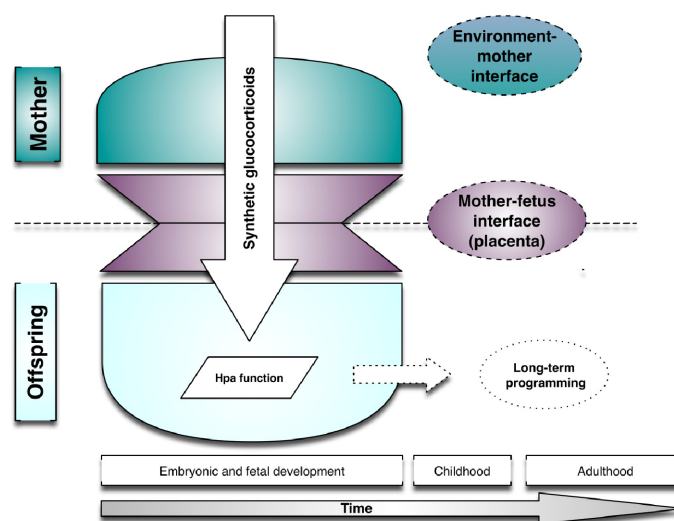 Environment-
mother
interface
Mother
Synthetic glucocorticoids
Mother-fetus
interface
(placenta)
Offspring
Hpa function
Long-term
programming
Embryonic and fetal development
Childhood
Adulthood
Time